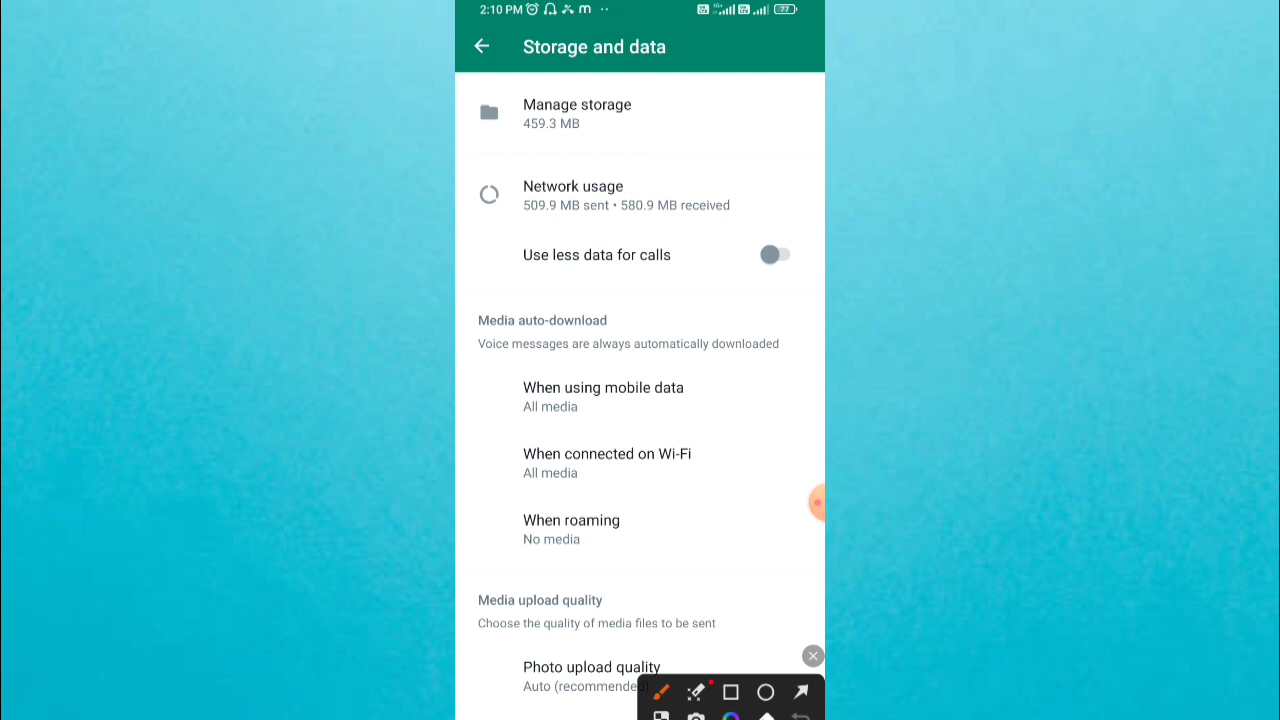 2:10 PM
77
Storage and data
Manage storage
459.3 MB
Network usage
509.9 MB sent • 580.9 MB received
Use less data for calls
Media auto-download
Voice messages are always automatically downloaded
When using mobile data
All media
When connected on Wi-Fi
All media
When roaming
No media
Media upload quality
Choose the quality of media files to be sent
Photo upload quality
Auto (recommended